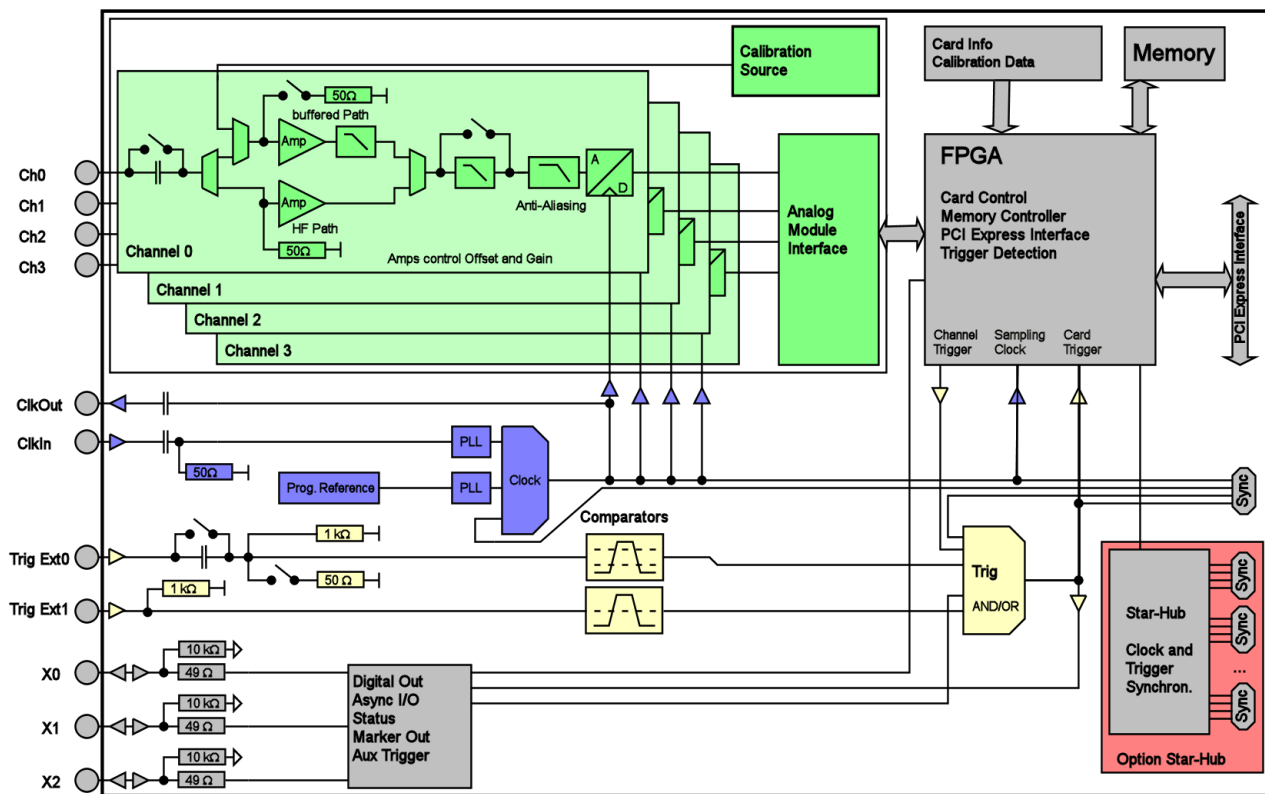 Calibration
Source
Card Info
Calibration Data
Memory
50Ω
buffered Path
Amp
Amp
HF Path
50Ω
Anti-Aliasing
A
D
Channel 0
Amps control Offset and Gain
Channel 1
Channel 2
Channel 3
Ch0
Ch1
Ch2
Ch3
Analog
Module
Interface
FPGA
Card Control
Memory Controller
PCI Express Interface
Trigger Detection
Channel
Trigger
Sampling
Clock
Card
Trigger
PCI Express Interface
ClkOut
ClkIn
50Ω
PLL
Prog. Reference
PLL
Clock
Sync
Comparators
Trig Ext0
1 kΩ
50 Ω
Trig Ext1
1 kΩ
Trig
AND/OR
X0
10 kΩ
49 Ω
X1
10 kΩ
49 Ω
X2
10 kΩ
49 Ω
Digital Out
Async I/O
Status
Marker Out
Aux Trigger
Star-Hub
Clock and
Trigger
Synchron.
Sync
Sync
...
Sync
Option Star-Hub